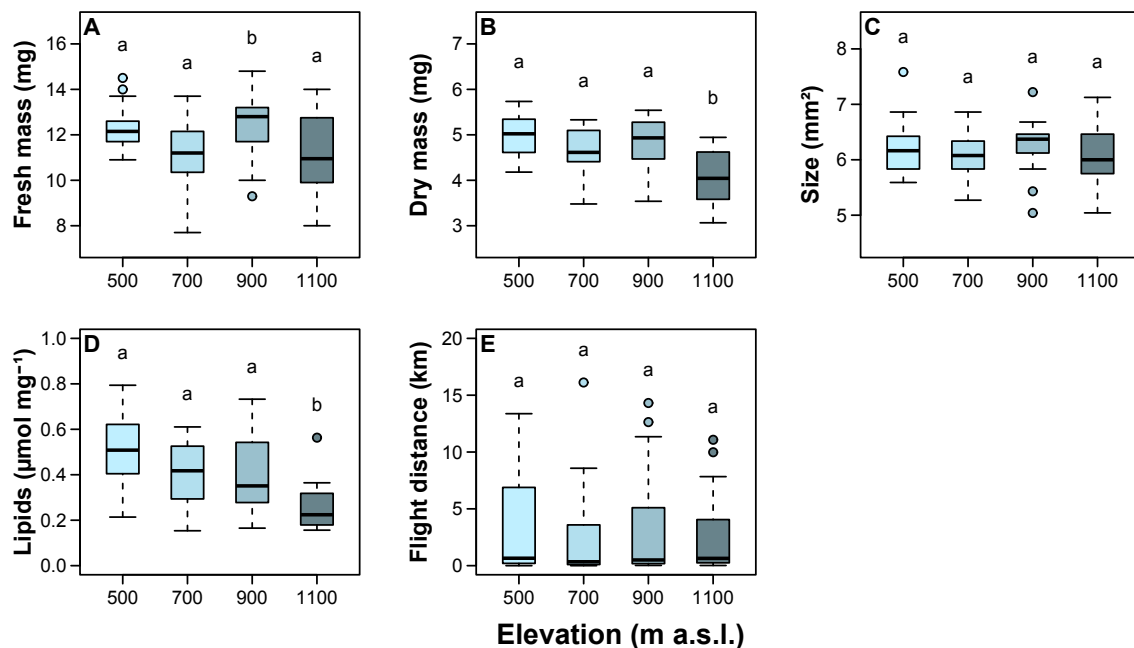 A
a
a
b
a
Fresh mass (mg)
16
14
12
10
8
500 700 900 1100
B
a
a
a
b
Dry mass (mg)
7
6
5
4
3
500 700 900 1100
C
a
a
a
a
Size (mm²)
8
7
6
5
500 700 900 1100
D
a
a
a
b
Lipids (µmol mg⁻¹)
1.0
0.8
0.6
0.4
0.2
0.0
500 700 900 1100
E
a
a
a
a
Flight distance (km)
20
15
10
5
0
500 700 900 1100
Elevation (m a.s.l.)